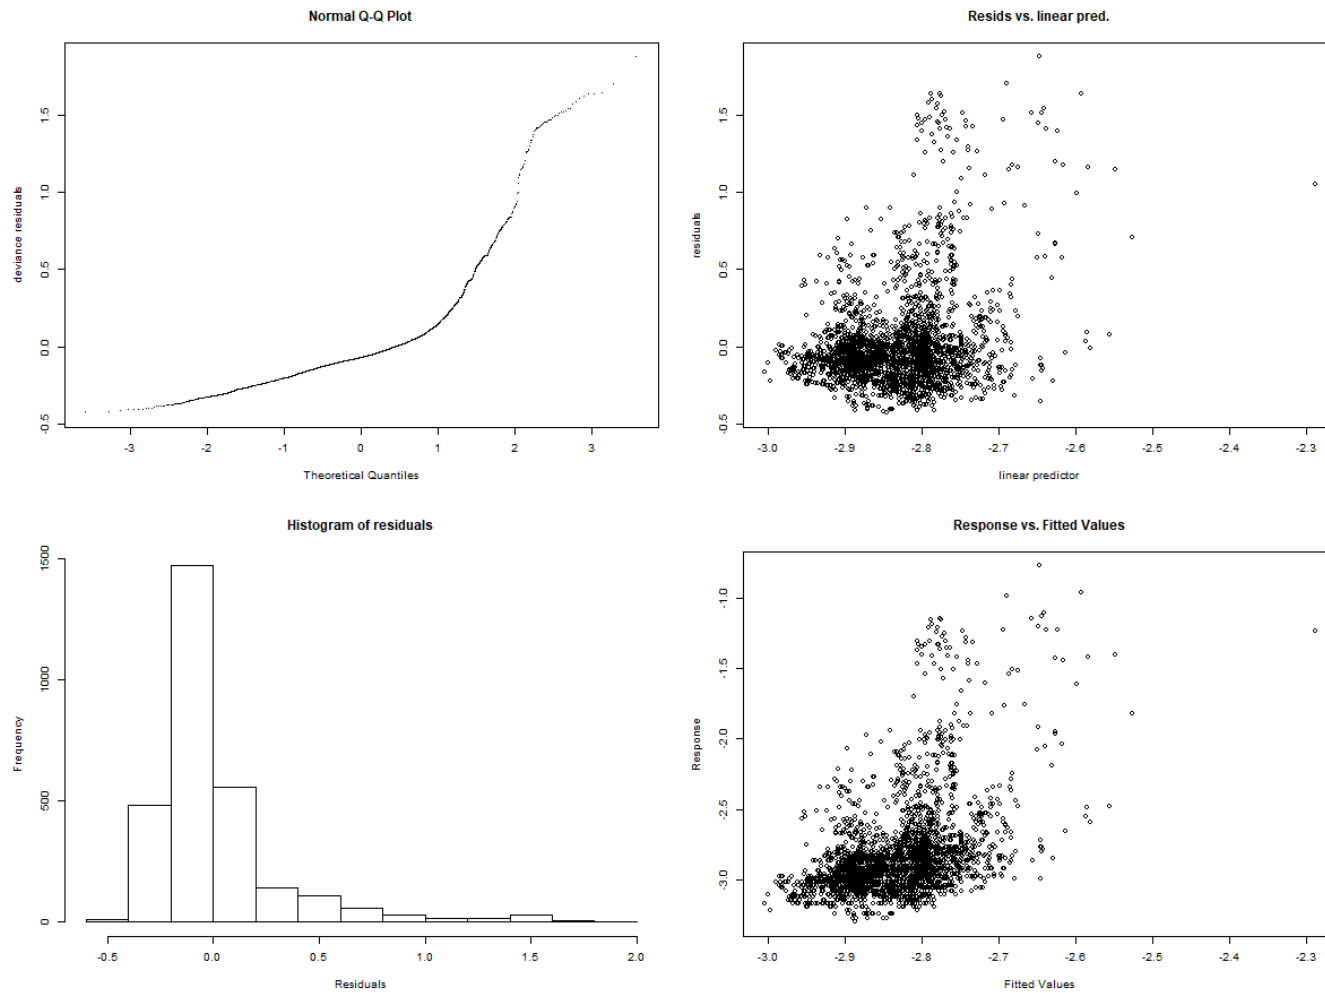 Normal Q-Q Plot
deviance residuals
-0.5 0.0 0.5 1.0 1.5
-3 -2 -1 0 1 2 3
Theoretical Quantiles
Resids vs. linear pred.
residuals
-0.5 0.0 0.5 1.0 1.5
-3.0 -2.9 -2.8 -2.7 -2.6 -2.5 -2.4 -2.3
linear predictor
Histogram of residuals
Frequency
0 500 1000 1500
-0.5 0.0 0.5 1.0 1.5 2.0
Residuals
Response vs. Fitted Values
Response
-3.0 -2.5 -2.0 -1.5 -1.0
-3.0 -2.9 -2.8 -2.7 -2.6 -2.5 -2.4 -2.3
Fitted Values